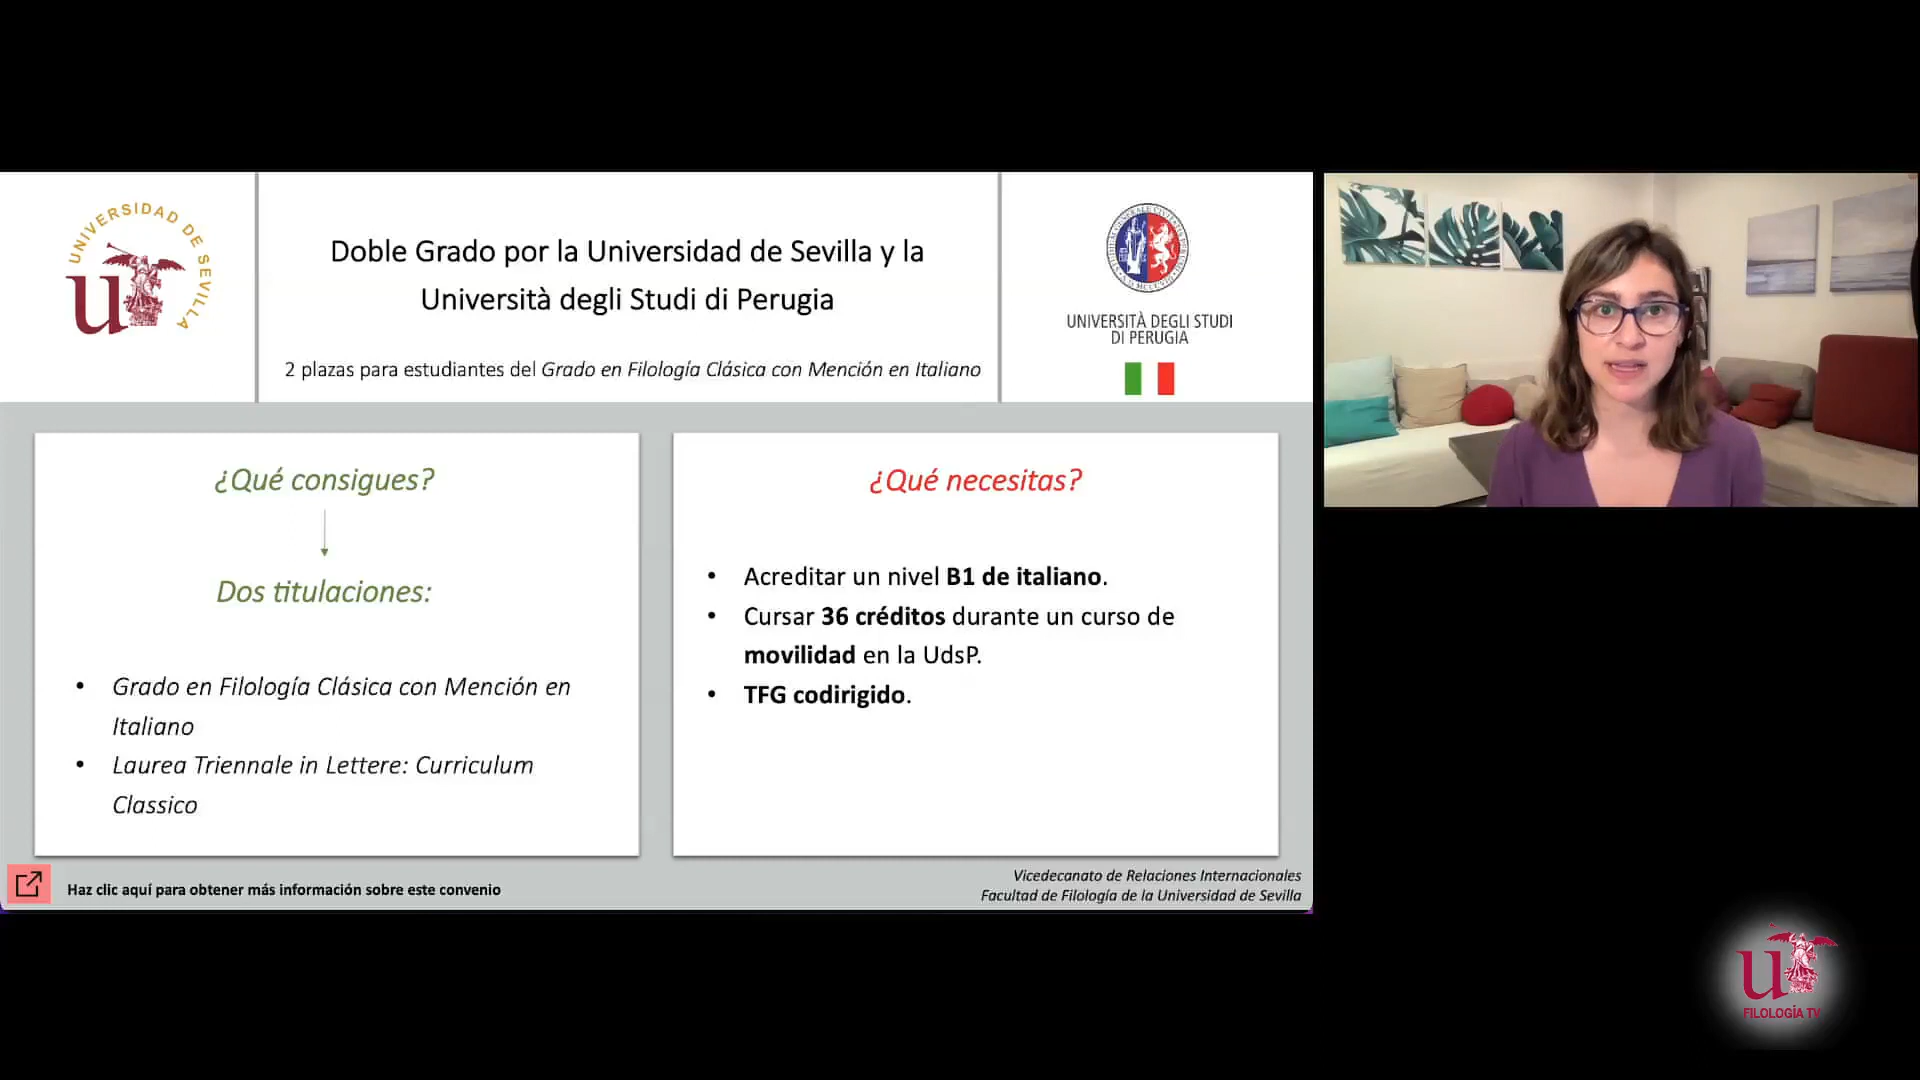 UNIVERSIDAD DE SEVILLA
Doble Grado por la Universidad de Sevilla y la
Università degli Studi di Perugia
2 plazas para estudiantes del Grado en Filología Clásica con Mención en Italiano
UNIVERSITÀ DEGLI STUDI
DI PERUGIA
¿Qué consigues?
Dos titulaciones:
• Grado en Filología Clásica con Mención en
Italiano
• Laurea Triennale in Lettere: Curriculum
Classico
¿Qué necesitas?
• Acreditar un nivel B1 de italiano.
• Cursar 36 créditos durante un curso de
movilidad en la UdsP.
• TFG codirigido.
Haz clic aquí para obtener más información sobre este convenio
Vicedecanato de Relaciones Internacionales
Facultad de Filología de la Universidad de Sevilla
FILOLOGÍA TV